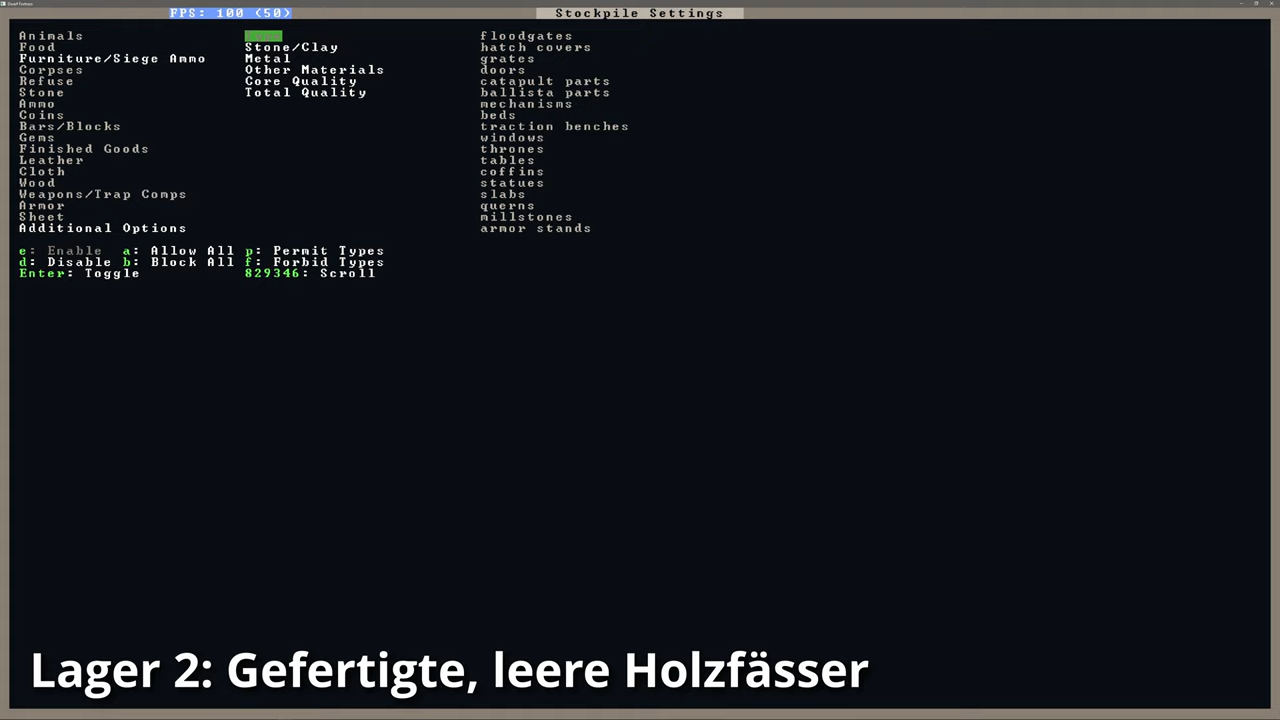 Dwarf Fortress
FPS: 100 (50)
Stockpile Settings
Animals
Food
Furniture/Siege Ammo
Corpses
Refuse
Stone
Ammo
Coins
Bars/Blocks
Gems
Finished Goods
Leather
Cloth
Wood
Weapons/Trap Comps
Armor
Sheet
Additional Options
Stone/Clay
Metal
Other Materials
Core Quality
Total Quality
floodgates
hatch covers
grates
doors
catapult parts
ballista parts
mechanisms
beds
traction benches
windows
thrones
tables
coffins
statues
slabs
querns
millstones
armor stands
e: Enable a: Allow All p: Permit Types
d: Disable b: Block All f: Forbid Types
Enter: Toggle 829346: Scroll
Lager 2: Gefertigte, leere Holzfässer